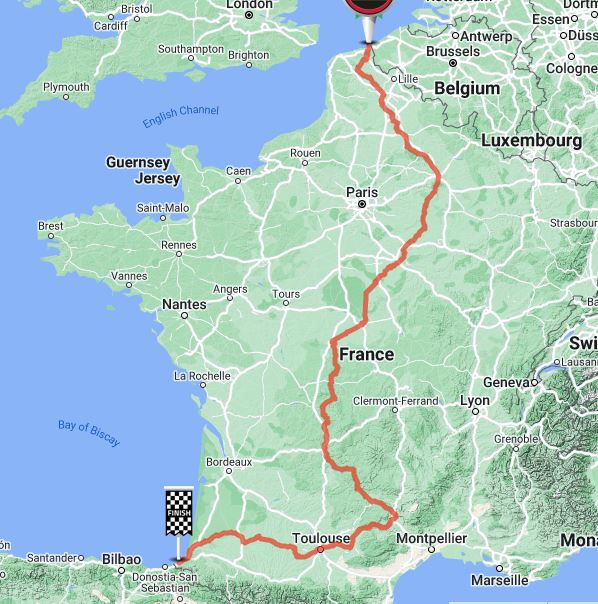 London
Bristol
Cardiff
Antwerp
Essen
Southampton
Brighton
Brussels
Lille
Cologne
Plymouth
Belgium
English Channel
Luxembourg
Guernsey
Jersey
Rouen
Caen
Paris
Saint-Malo
Strasbourg
Brest
Rennes
Vannes
Angers
Tours
Nantes
France
La Rochelle
Geneva
Clermont-Ferrand
Lyon
Bay of Biscay
Grenoble
Bordeaux
FINISH
Toulouse
Montpellier
Santander
Bilbao
Donostia-San
Sebastian
Marseille